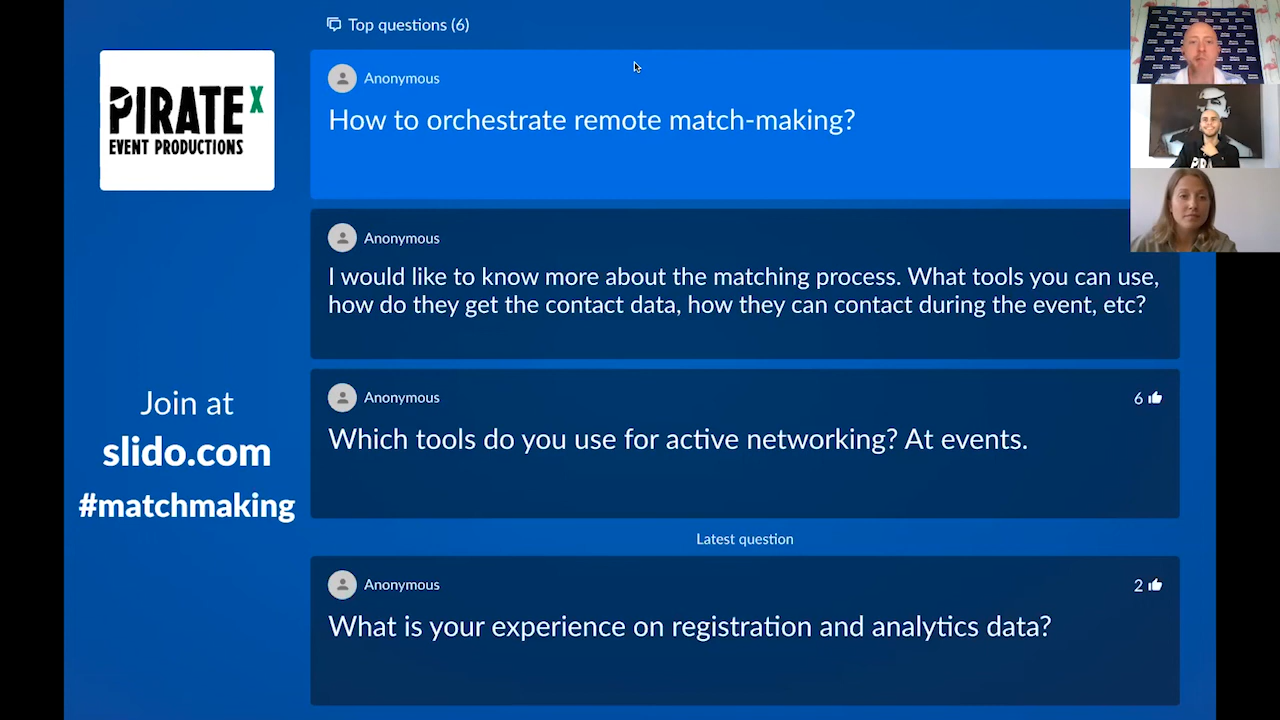 Top questions (6)
PIRATE X
EVENT PRODUCTIONS
Anonymous
How to orchestrate remote match-making?
Anonymous
I would like to know more about the matching process. What tools you can use,
how do they get the contact data, how they can contact during the event, etc?
Join at
slido.com
#matchmaking
Anonymous
6
Which tools do you use for active networking? At events.
Latest question
Anonymous
2
What is your experience on registration and analytics data?